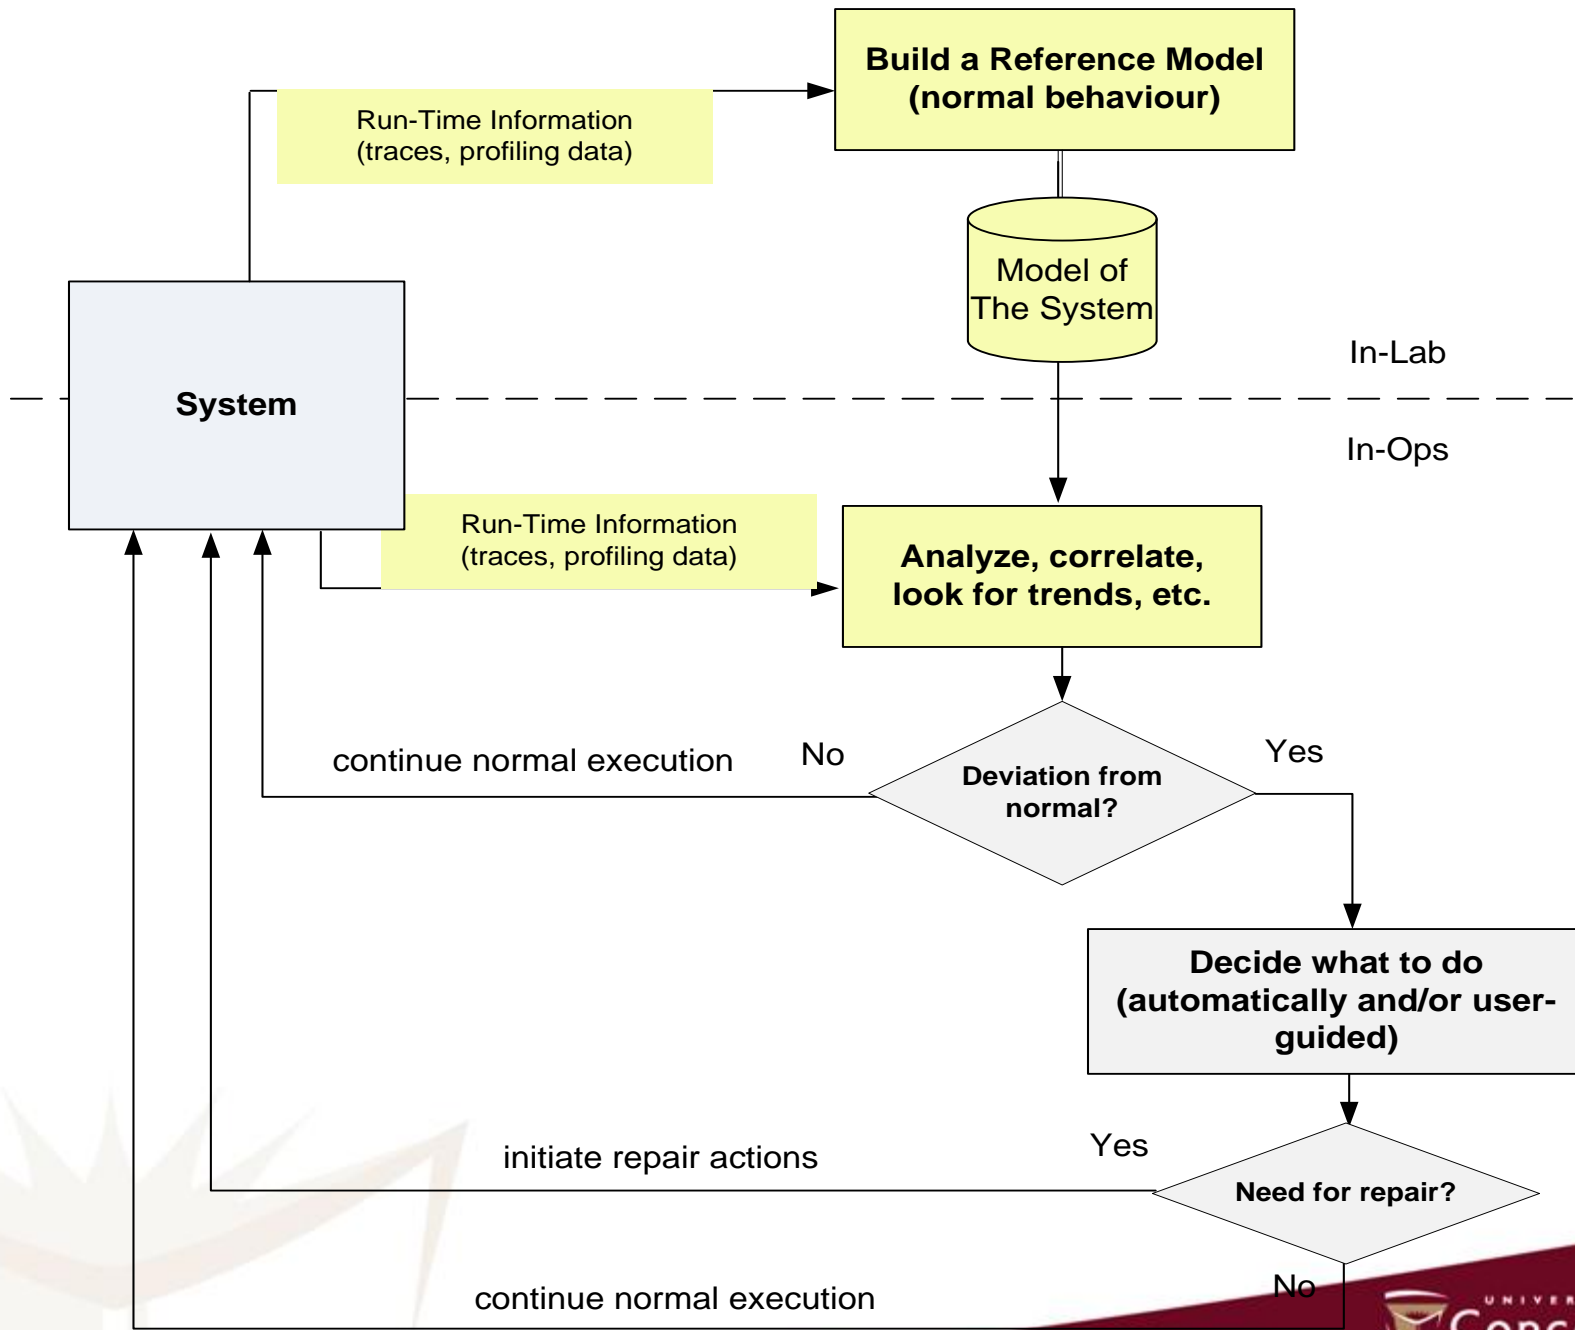 Build a Reference Model
(normal behaviour)
Run-Time Information
(traces, profiling data)
Model of
The System
In-Lab
System
In-Ops
Run-Time Information
(traces, profiling data)
Analyze, correlate,
look for trends, etc.
continue normal execution
No
Yes
Deviation from
normal?
Decide what to do
(automatically and/or user-
guided)
initiate repair actions
Yes
Need for repair?
continue normal execution
No